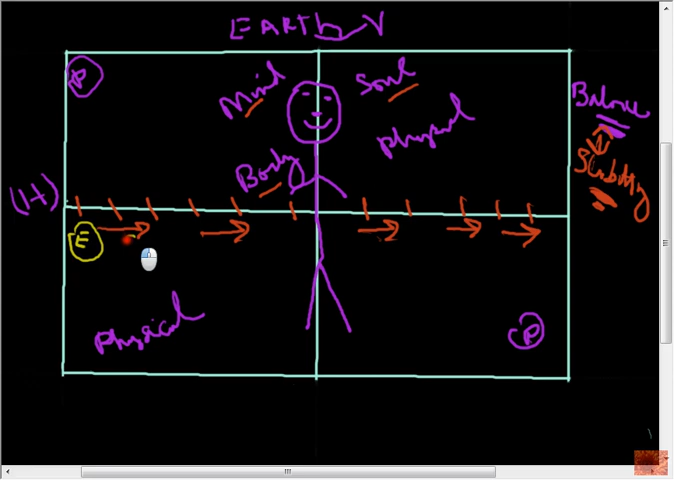 EARTH
P
Mind
Soul
physical
Body
Balance
Stability
(H)
E
physical
P